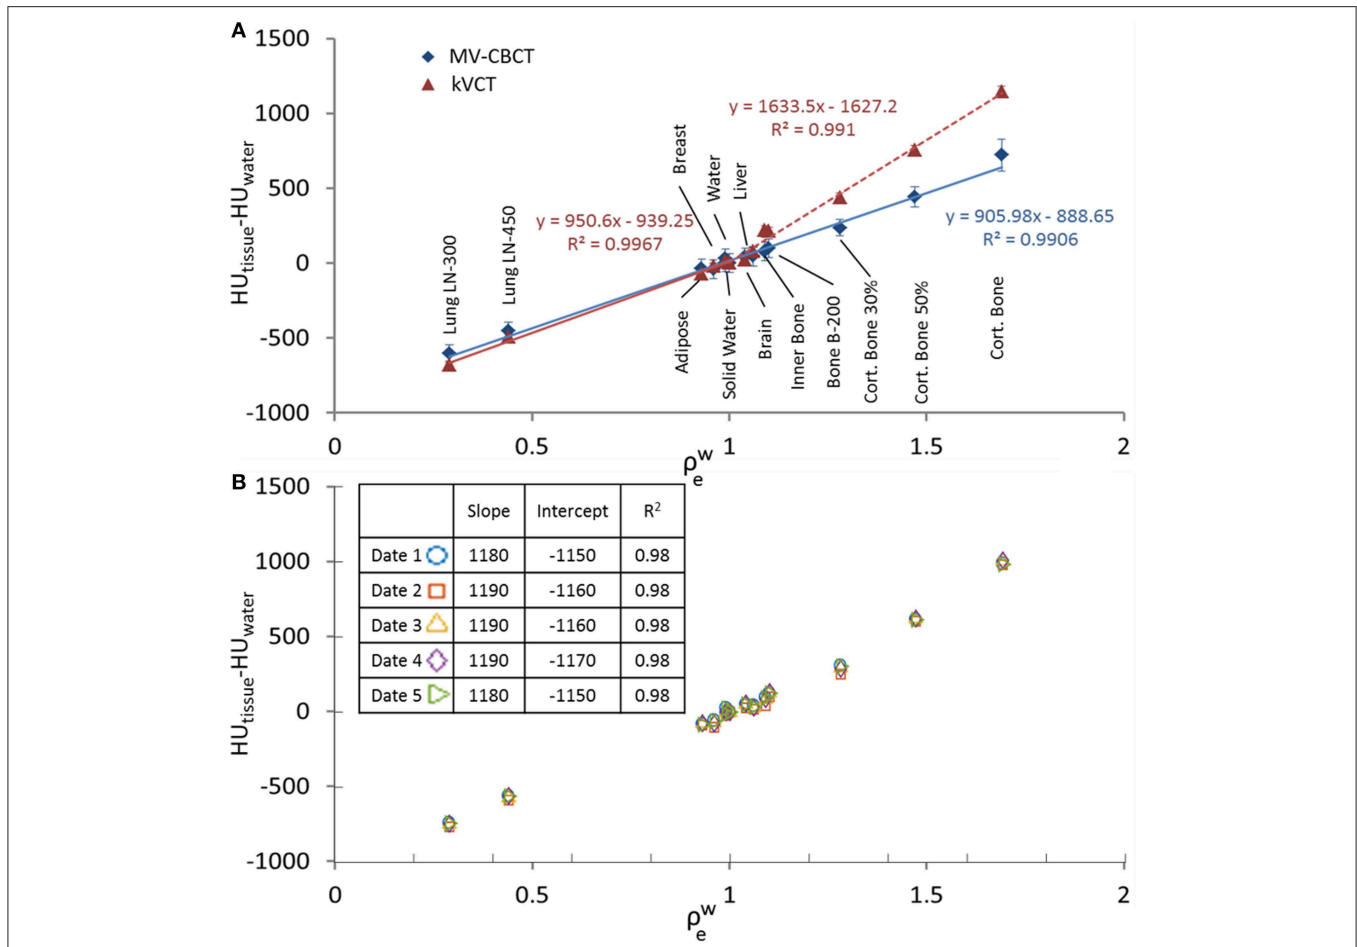 A
1500
1000
500
0
-500
-1000
HUtissue-HUwater
MV-CBCT
kVCT
y = 1633.5x - 1627.2
R² = 0.991
y = 950.6x - 939.25
R² = 0.9967
y = 905.98x - 888.65
R² = 0.9906
Lung LN-300
Lung LN-450
Breast
Water
Liver
Adipose
Solid Water
Brain
Inner Bone
Bone B-200
Cort. Bone 30%
Cort. Bone 50%
Cort. Bone
0 0.5 1 1.5 2
ρ_e^w
B
1500
1000
500
0
-500
-1000
HUtissue-HUwater
Slope Intercept R²
Date 1 1180 -1150 0.98
Date 2 1190 -1160 0.98
Date 3 1190 -1160 0.98
Date 4 1190 -1170 0.98
Date 5 1180 -1150 0.98
0 0.5 1 1.5 2
ρ_e^w